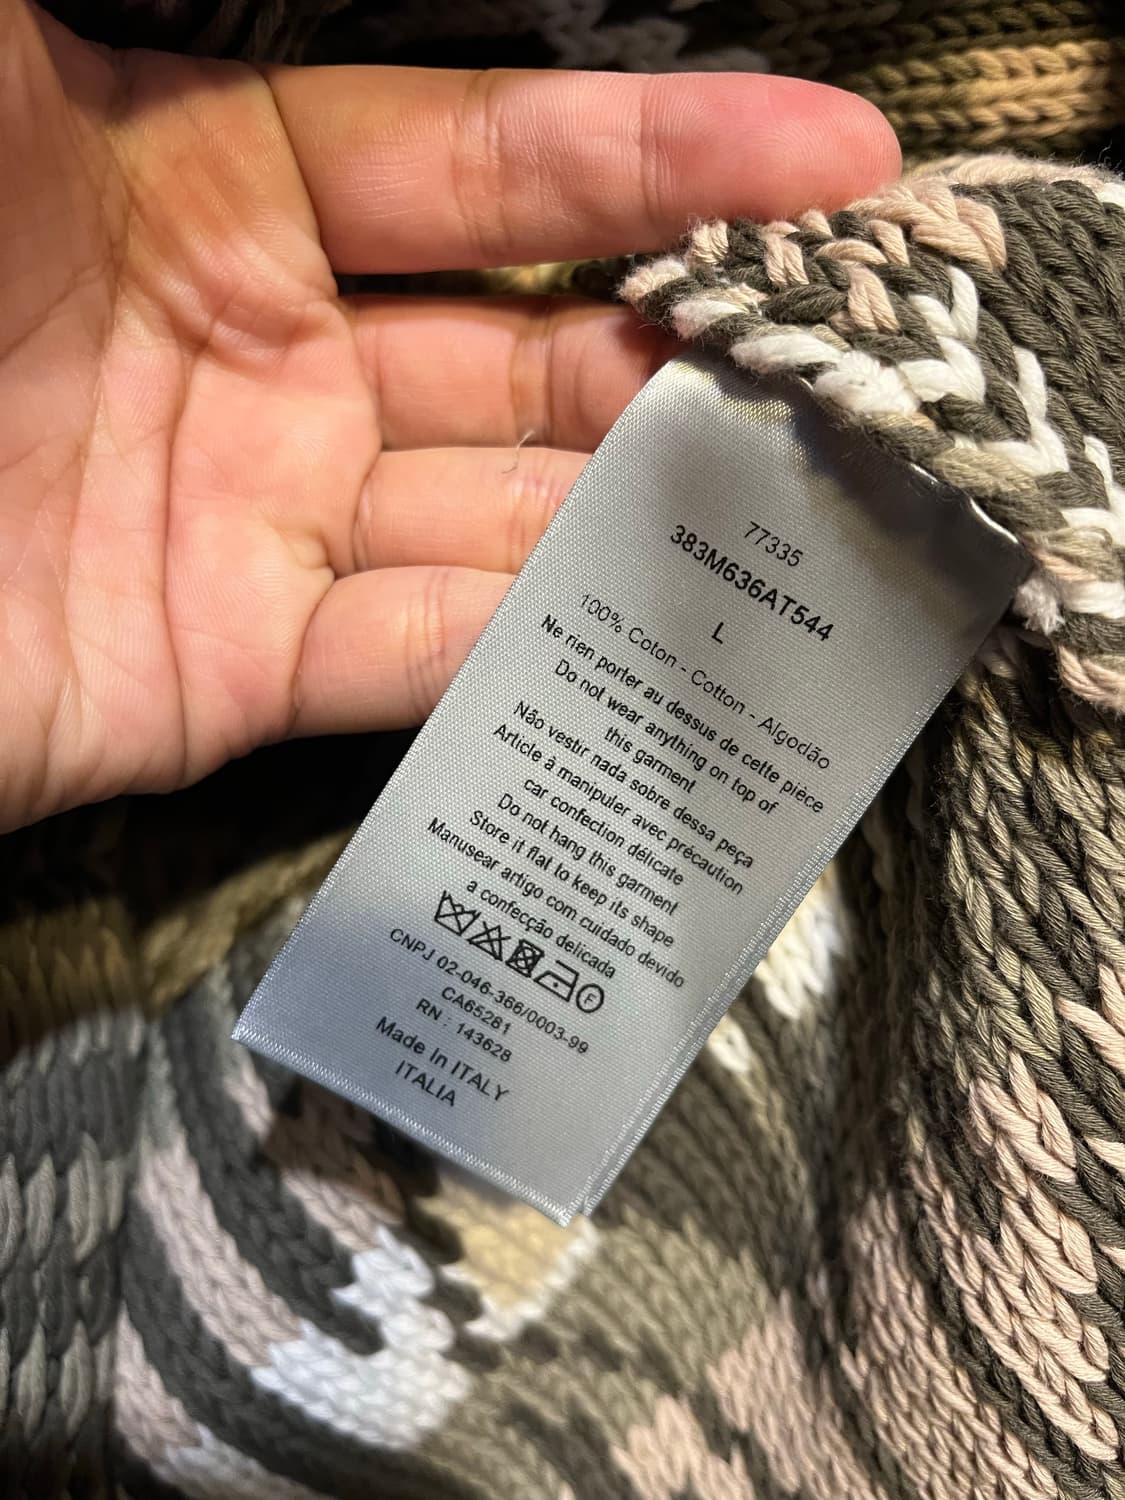 77335
383M636AT544
L
100% Coton - Cotton - Algodão
Ne rien porter au dessus de cette pièce
Do not wear anything on top of
this garment
Não vestir nada sobre dessa peça
Article à manipuler avec précaution
car confection délicate
Do not hang this garment
Store it flat to keep its shape
Manusear artigo com cuidado devido
a confecção delicada
F
CNPJ 02-046-366/0003-99
CA65281
RN : 143628
Made in ITALY
ITALIA